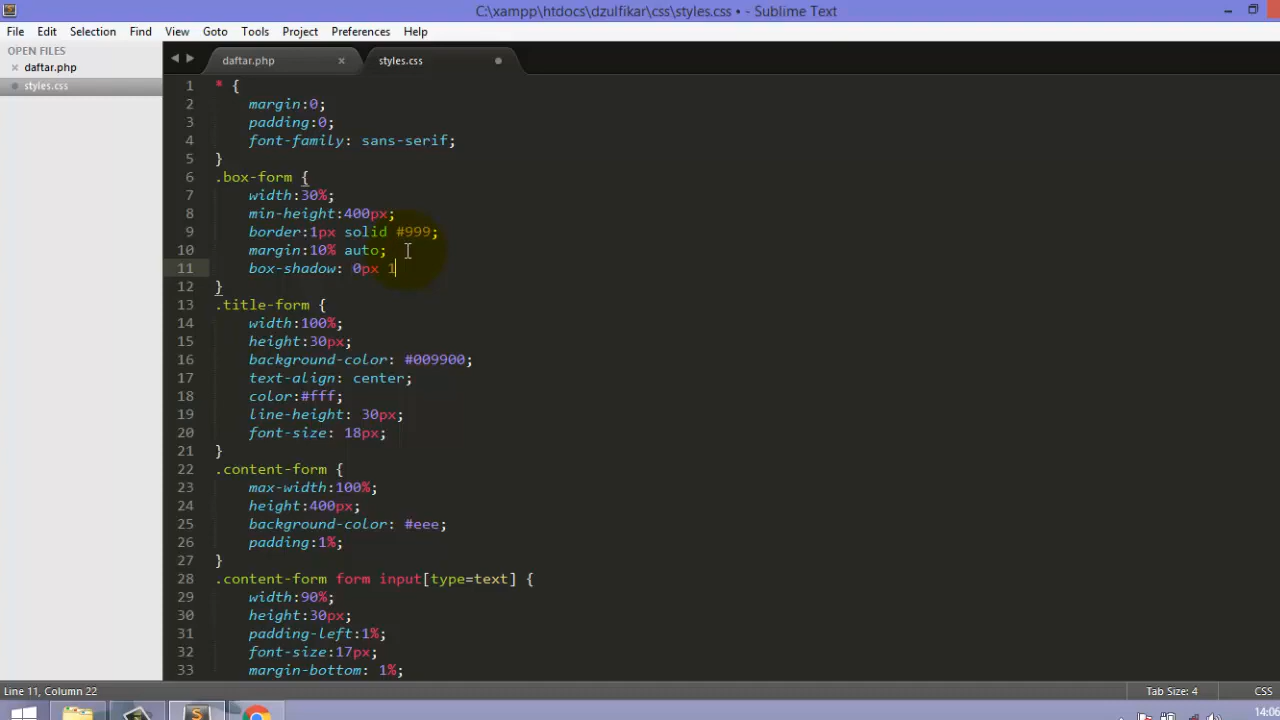 C:\xampp\htdocs\dzulfikar\css\styles.css • - Sublime Text
File Edit Selection Find View Goto Tools Project Preferences Help
OPEN FILES
daftar.php
styles.css
daftar.php styles.css
1 * {
2 margin:0;
3 padding:0;
4 font-family: sans-serif;
5 }
6 .box-form {
7 width:30%;
8 min-height:400px;
9 border:1px solid #999;
10 margin:10% auto;
11 box-shadow: 0px 1
12 }
13 .title-form {
14 width:100%;
15 height:30px;
16 background-color: #009900;
17 text-align: center;
18 color:#fff;
19 line-height: 30px;
20 font-size: 18px;
21 }
22 .content-form {
23 max-width:100%;
24 height:400px;
25 background-color: #eee;
26 padding:1%;
27 }
28 .content-form form input[type=text] {
29 width:90%;
30 height:30px;
31 padding-left:1%;
32 font-size:17px;
33 margin-bottom: 1%;
Line 11, Column 22 Tab Size: 4 CSS
14:06